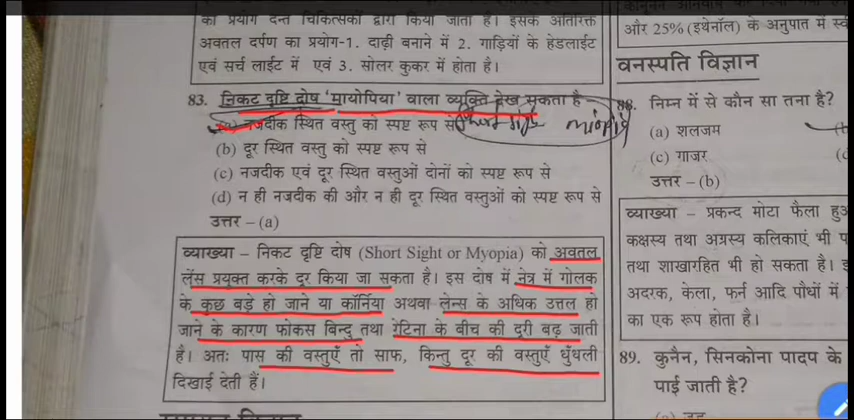 का प्रयोग दन्त चिकित्सकों द्वारा किया जाता है। इसके अतिरिक्त
अवतल दर्पण का प्रयोग-1. दाढ़ी बनाने में 2. गाड़ियों के हेडलाईट
एवं सर्च लाईट में एवं 3. सोलर कुकर में होता है।
83. निकट दृष्टि दोष ‘मायोपिया’ वाला व्यक्ति देख सकता है
(a) नजदीक स्थित वस्तु को स्पष्ट रूप से
(b) दूर स्थित वस्तु को स्पष्ट रूप से
(c) नजदीक एवं दूर स्थित वस्तुओं दोनों को स्पष्ट रूप से
(d) न ही नजदीक की और न ही दूर स्थित वस्तुओं को स्पष्ट रूप से
उत्तर –(a)
व्याख्या – निकट दृष्टि दोष (Short Sight or Myopia) को अवतल
लेंस प्रयुक्त करके दूर किया जा सकता है। इस दोष में नेत्र में गोलक
के कुछ बड़े हो जाने या कॉर्निया अथवा लेन्स के अधिक उत्तल हो
जाने के कारण फोकस बिन्दु तथा रेटिना के बीच की दूरी बढ़ जाती
है। अतः पास की वस्तुएँ तो साफ, किन्तु दूर की वस्तुएँ धुँधली
दिखाई देती हैं।
और 25% (इथेनॉल) के अनुपात में
वनस्पति विज्ञान
88. निम्न में से कौन सा तना है?
(a) शलजम
(c) गाजर
उत्तर –(b)
व्याख्या – प्रकन्द मोटा फैला
कक्षस्य तथा अग्रस्य कलिकाएं भी
तथा शाखारहित भी हो सकता है।
अदरक, केला, फर्न आदि पौधों में
का एक रूप होता है।
89. कुनैन, सिनकोना पादप के
पाई जाती है?